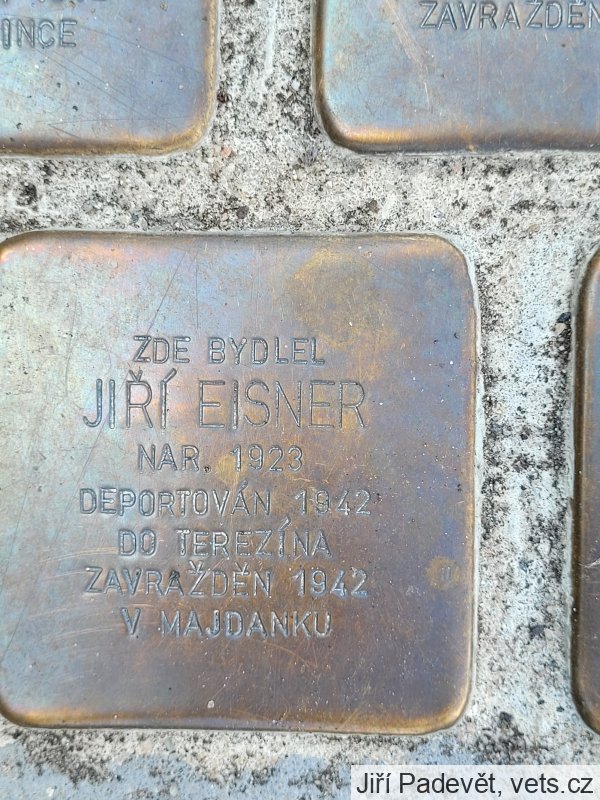 INCE
ZAVRAŽDĚN
ZDE BYDLEL
JIŘÍ EISNER
NAR. 1923
DEPORTOVÁN 1942
DO TEREZÍNA
ZAVRAŽDĚN 1942
V MAJDANKU
Jiří Padevět, vets.cz